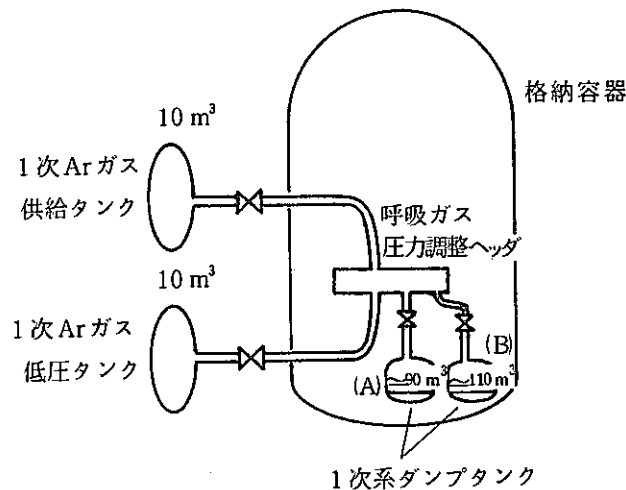 格納容器
10 m³
1次Arガス
供給タンク
呼吸ガス
圧力調整ヘッダ
10 m³
1次Arガス
低圧タンク
(A)
90 m³
(B)
110 m³
1次系ダンプタンク